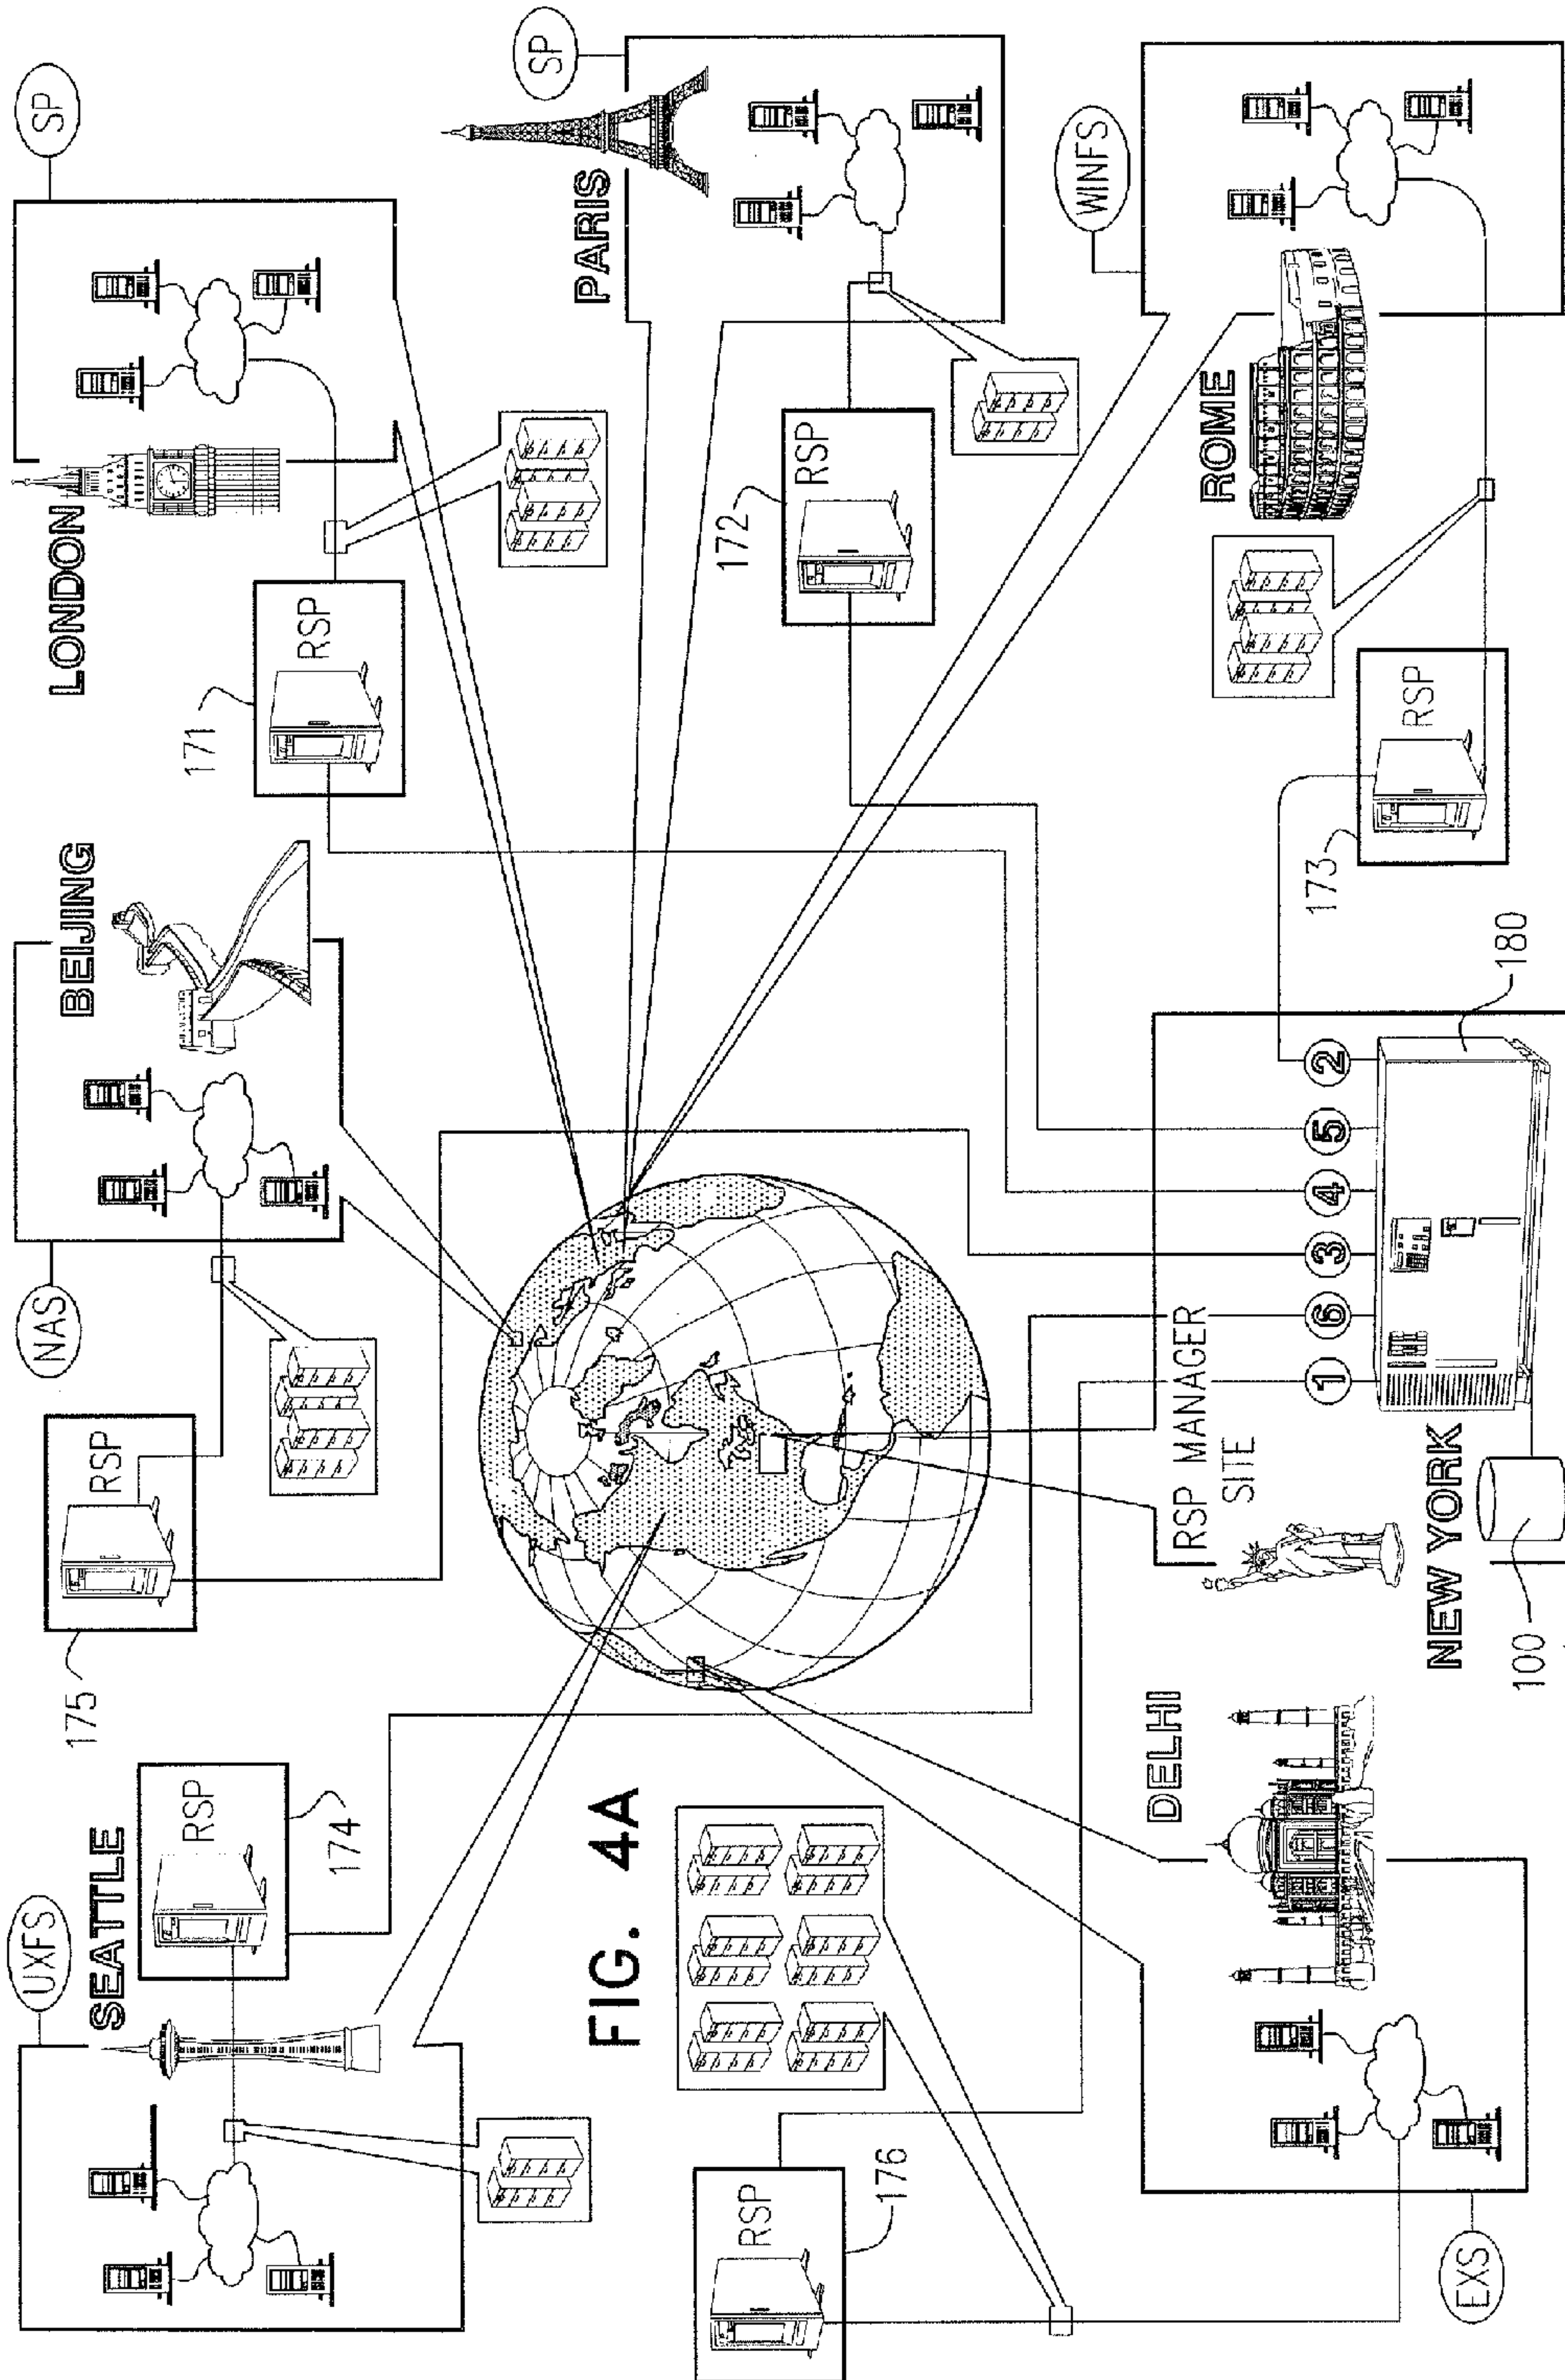 UXFS
SEATTLE
RSP
174
175
RSP
NAS
BEIJING
LONDON
SP
171
RSP
SP
PARIS
172
RSP
WINFS
ROME
173
RSP
FIG. 4A
176
RSP
EXS
DELHI
RSP MANAGER
SITE
NEW YORK
100
1
6
3
4
5
2
180